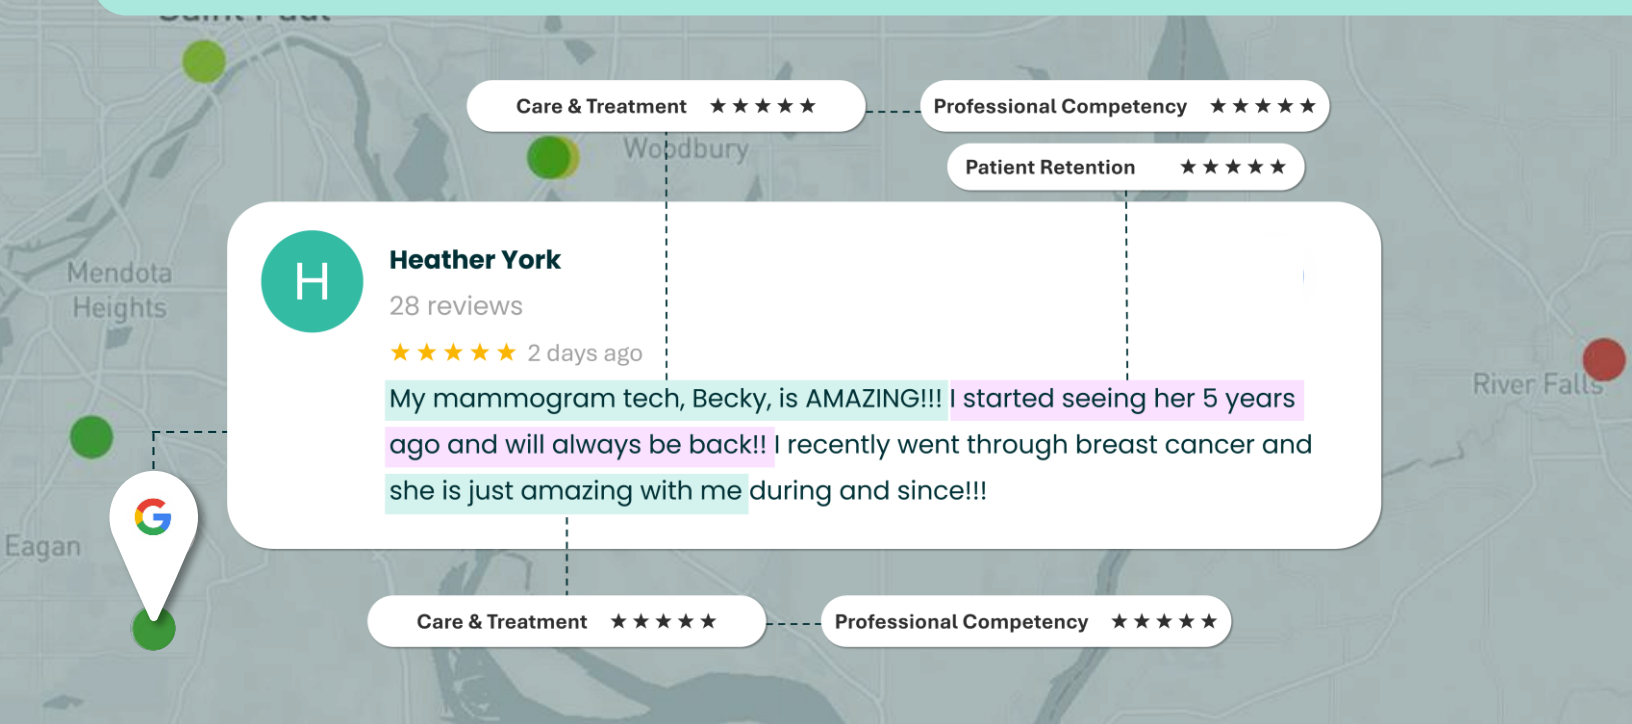 Saint Paul
Care & Treatment ★★★★★
Professional Competency ★★★★★
Woodbury
Patient Retention ★★★★★
Mendota
Heights
H
Heather York
28 reviews
★★★★★ 2 days ago
My mammogram tech, Becky, is AMAZING!!! I started seeing her 5 years
ago and will always be back!! I recently went through breast cancer and
she is just amazing with me during and since!!!
River Falls
G
Eagan
Care & Treatment ★★★★★
Professional Competency ★★★★★